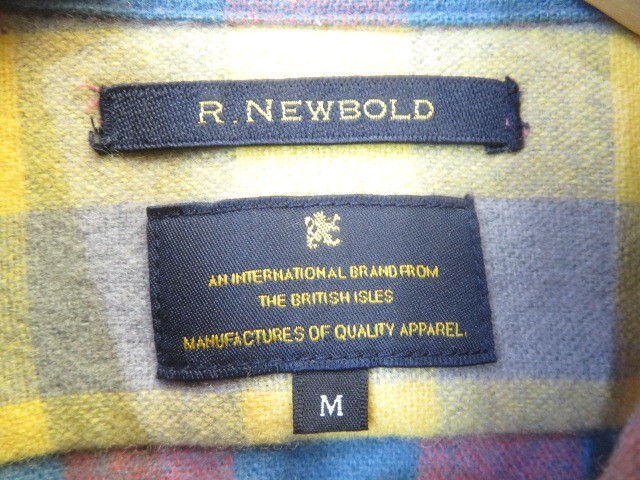 R. NEWBOLD
AN INTERNATIONAL BRAND FROM
THE BRITISH ISLES
MANUFACTURES OF QUALITY APPAREL.
M